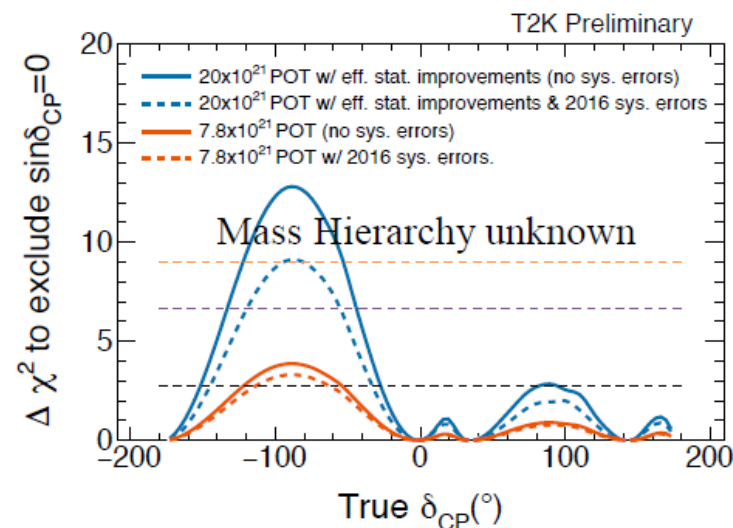 T2K Preliminary
20x10²¹ POT w/ eff. stat. improvements (no sys. errors)
20x10²¹ POT w/ eff. stat. improvements & 2016 sys. errors
7.8x10²¹ POT (no sys. errors)
7.8x10²¹ POT w/ 2016 sys. errors.
Mass Hierarchy unknown
Δ χ² to exclude sinδCP=0
20
15
10
5
0
−200 −100 0 100 200
True δCP(°)